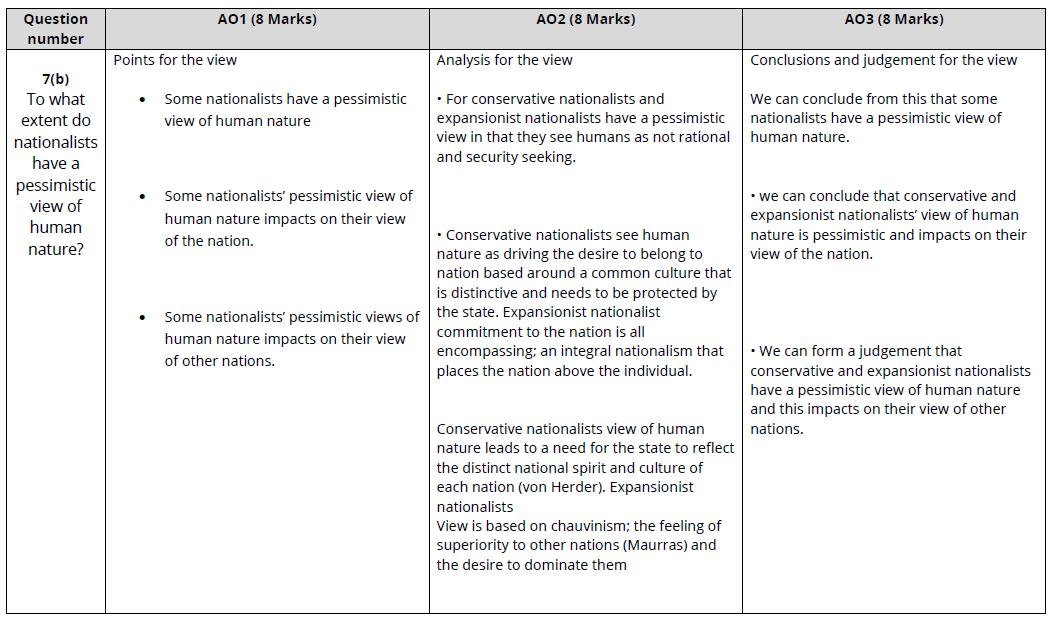 Question
number
AO1 (8 Marks)
AO2 (8 Marks)
AO3 (8 Marks)
7(b)
To what
extent do
nationalists
have a
pessimistic
view of
human
nature?
Points for the view
• Some nationalists have a pessimistic
view of human nature
• Some nationalists’ pessimistic view of
human nature impacts on their view
of the nation.
• Some nationalists’ pessimistic views of
human nature impacts on their view
of other nations.
Analysis for the view
• For conservative nationalists and
expansionist nationalists have a pessimistic
view in that they see humans as not rational
and security seeking.
• Conservative nationalists see human
nature as driving the desire to belong to
nation based around a common culture that
is distinctive and needs to be protected by
the state. Expansionist nationalist
commitment to the nation is all
encompassing; an integral nationalism that
places the nation above the individual.
Conservative nationalists view of human
nature leads to a need for the state to reflect
the distinct national spirit and culture of
each nation (von Herder). Expansionist
nationalists
View is based on chauvinism; the feeling of
superiority to other nations (Maurras) and
the desire to dominate them
Conclusions and judgement for the view
We can conclude from this that some
nationalists have a pessimistic view of
human nature.
• we can conclude that conservative and
expansionist nationalists’ view of human
nature is pessimistic and impacts on their
view of the nation.
• We can form a judgement that
conservative and expansionist nationalists
have a pessimistic view of human nature
and this impacts on their view of other
nations.